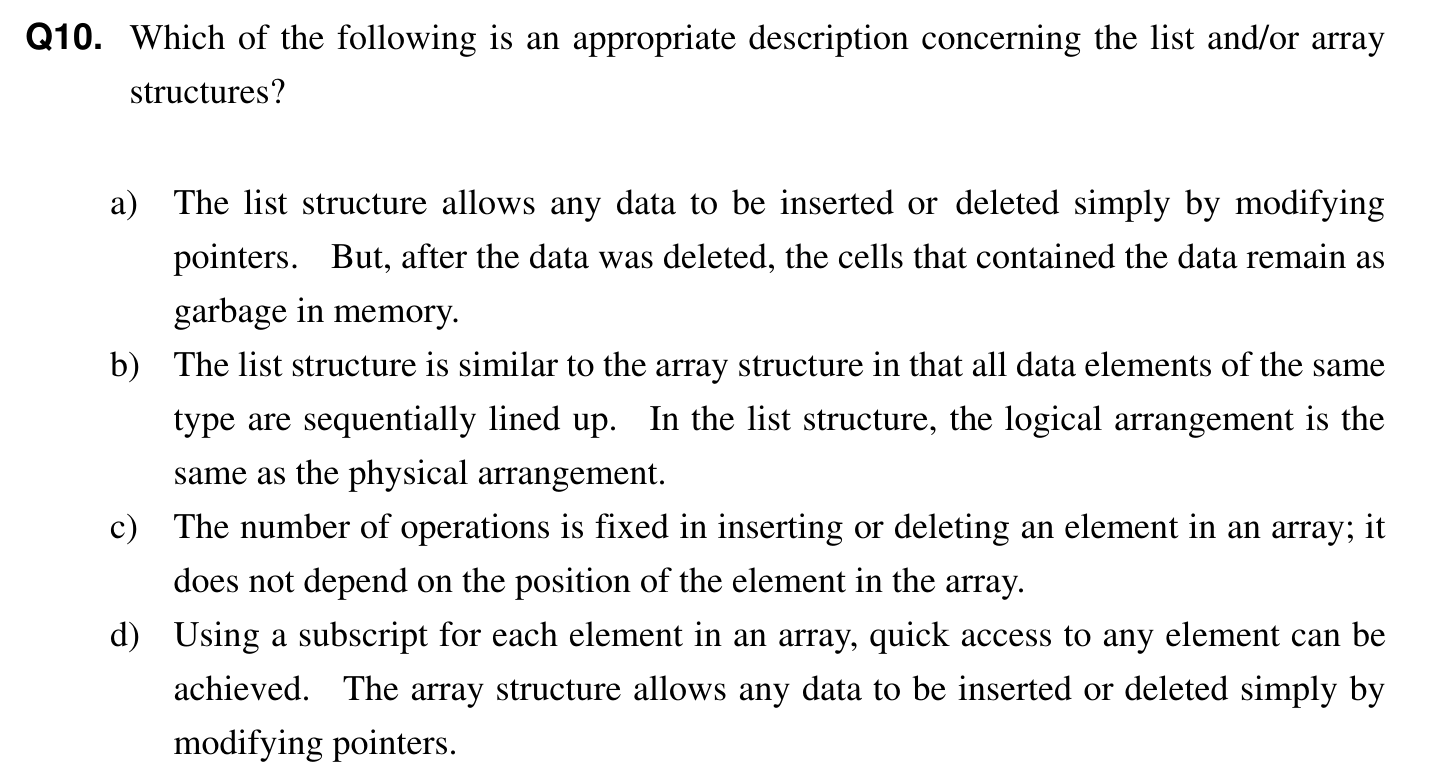 Q10. Which of the following is an appropriate description concerning the list and/or array
structures?
a) The list structure allows any data to be inserted or deleted simply by modifying
pointers. But, after the data was deleted, the cells that contained the data remain as
garbage in memory.
b) The list structure is similar to the array structure in that all data elements of the same
type are sequentially lined up. In the list structure, the logical arrangement is the
same as the physical arrangement.
c) The number of operations is fixed in inserting or deleting an element in an array; it
does not depend on the position of the element in the array.
d) Using a subscript for each element in an array, quick access to any element can be
achieved. The array structure allows any data to be inserted or deleted simply by
modifying pointers.